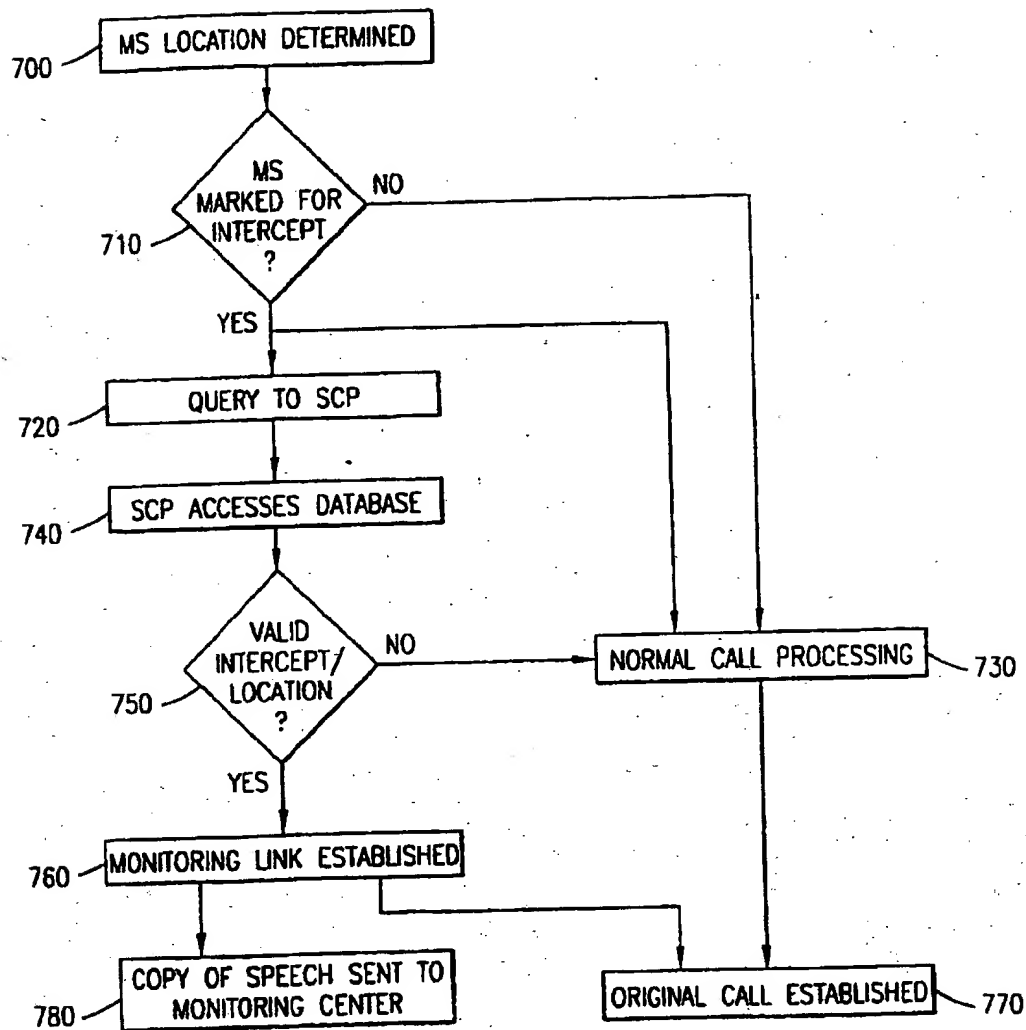 MS LOCATION DETERMINED
700
MS
MARKED FOR
INTERCEPT
?
710
NO
YES
QUERY TO SCP
720
SCP ACCESSES DATABASE
740
VALID
INTERCEPT/
LOCATION
?
750
NO
NORMAL CALL PROCESSING
730
YES
MONITORING LINK ESTABLISHED
760
COPY OF SPEECH SENT TO
MONITORING CENTER
780
ORIGINAL CALL ESTABLISHED
770